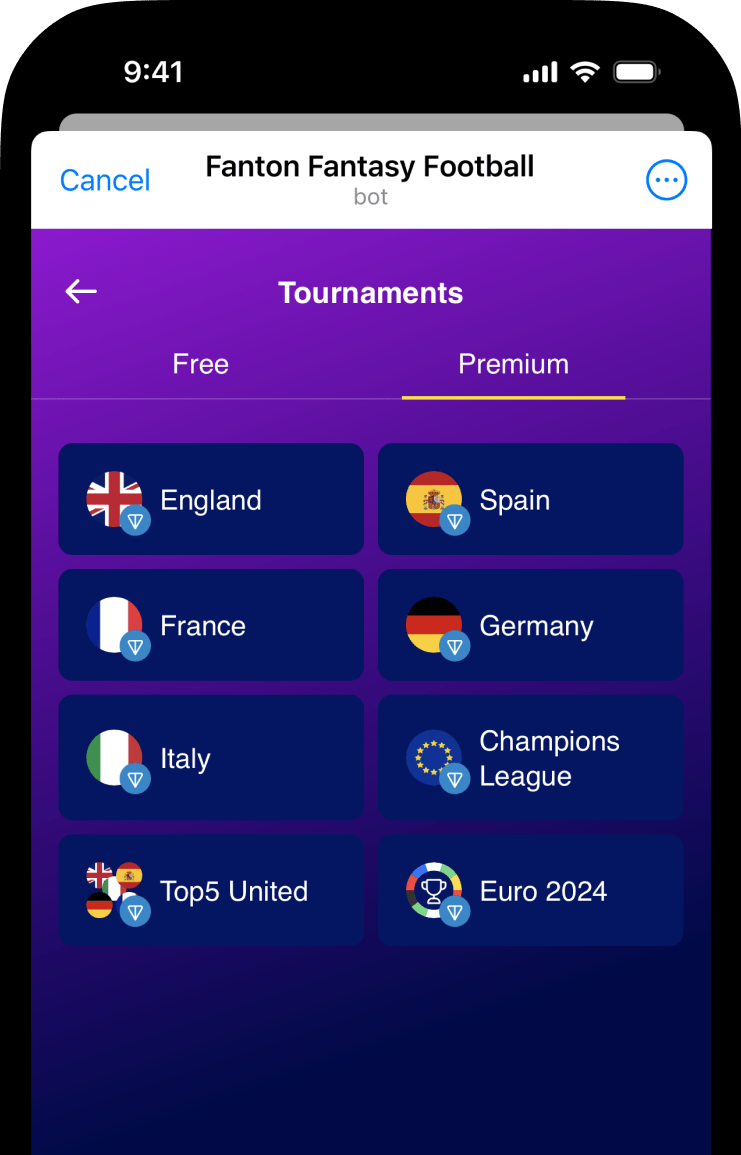 9:41
Cancel
Fanton Fantasy Football
bot
Tournaments
Free
Premium
England
Spain
France
Germany
Italy
Champions
League
Top5 United
Euro 2024